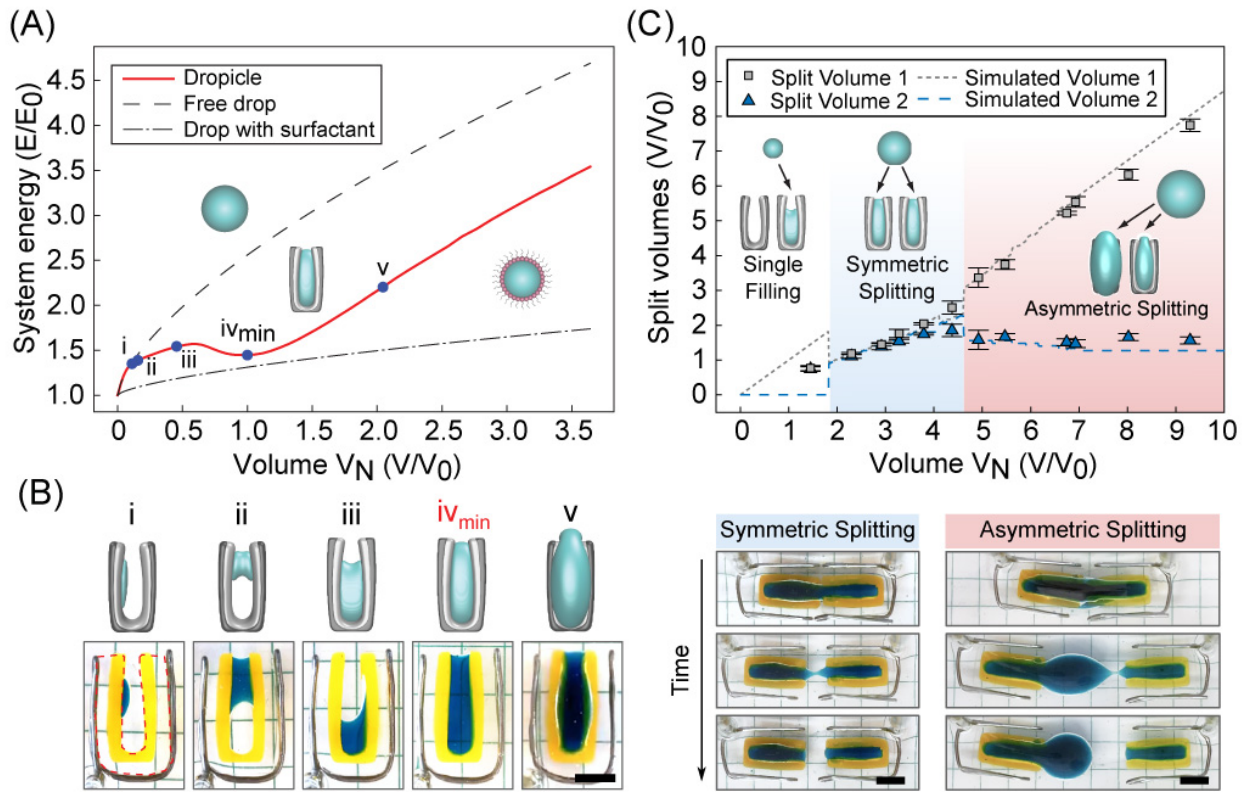 (A)
System energy (E/E0)
4.5
4.0
3.5
3.0
2.5
2.0
1.5
1.0
Dropicle
Free drop
Drop with surfactant
i
ii
iii
ivmin
v
0 0.5 1.0 1.5 2.0 2.5 3.0 3.5
Volume VN (V/V0)
(B)
i ii iii ivmin v
(C)
Split volumes (V/V0)
10
9
8
7
6
5
4
3
2
1
0
Split Volume 1 Simulated Volume 1
Split Volume 2 Simulated Volume 2
Single
Filling
Symmetric
Splitting
Asymmetric Splitting
0 1 2 3 4 5 6 7 8 9 10
Volume VN (V/V0)
Symmetric Splitting Asymmetric Splitting
Time